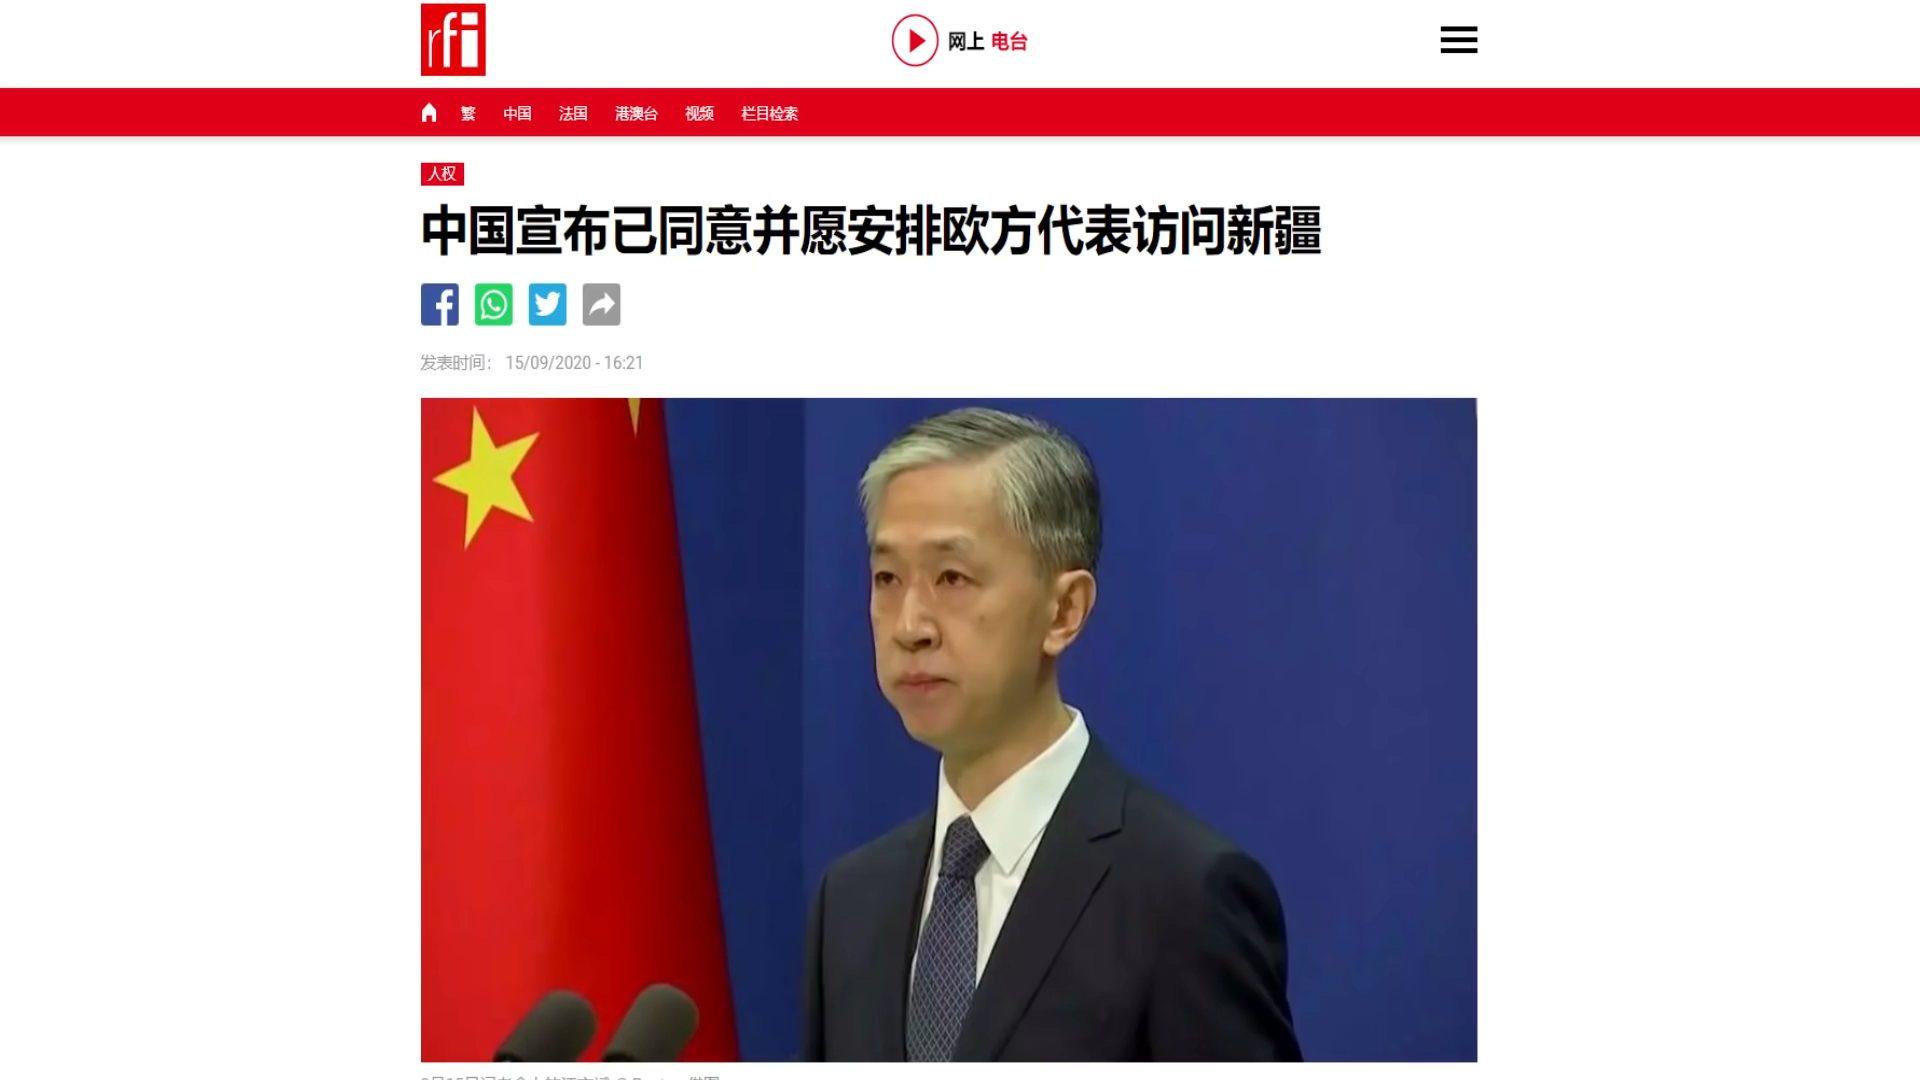 rfi
网上 电台
繁 中国 法国 港澳台 视频 栏目检索
人权
中国宣布已同意并愿安排欧方代表访问新疆
发表时间： 15/09/2020 - 16:21